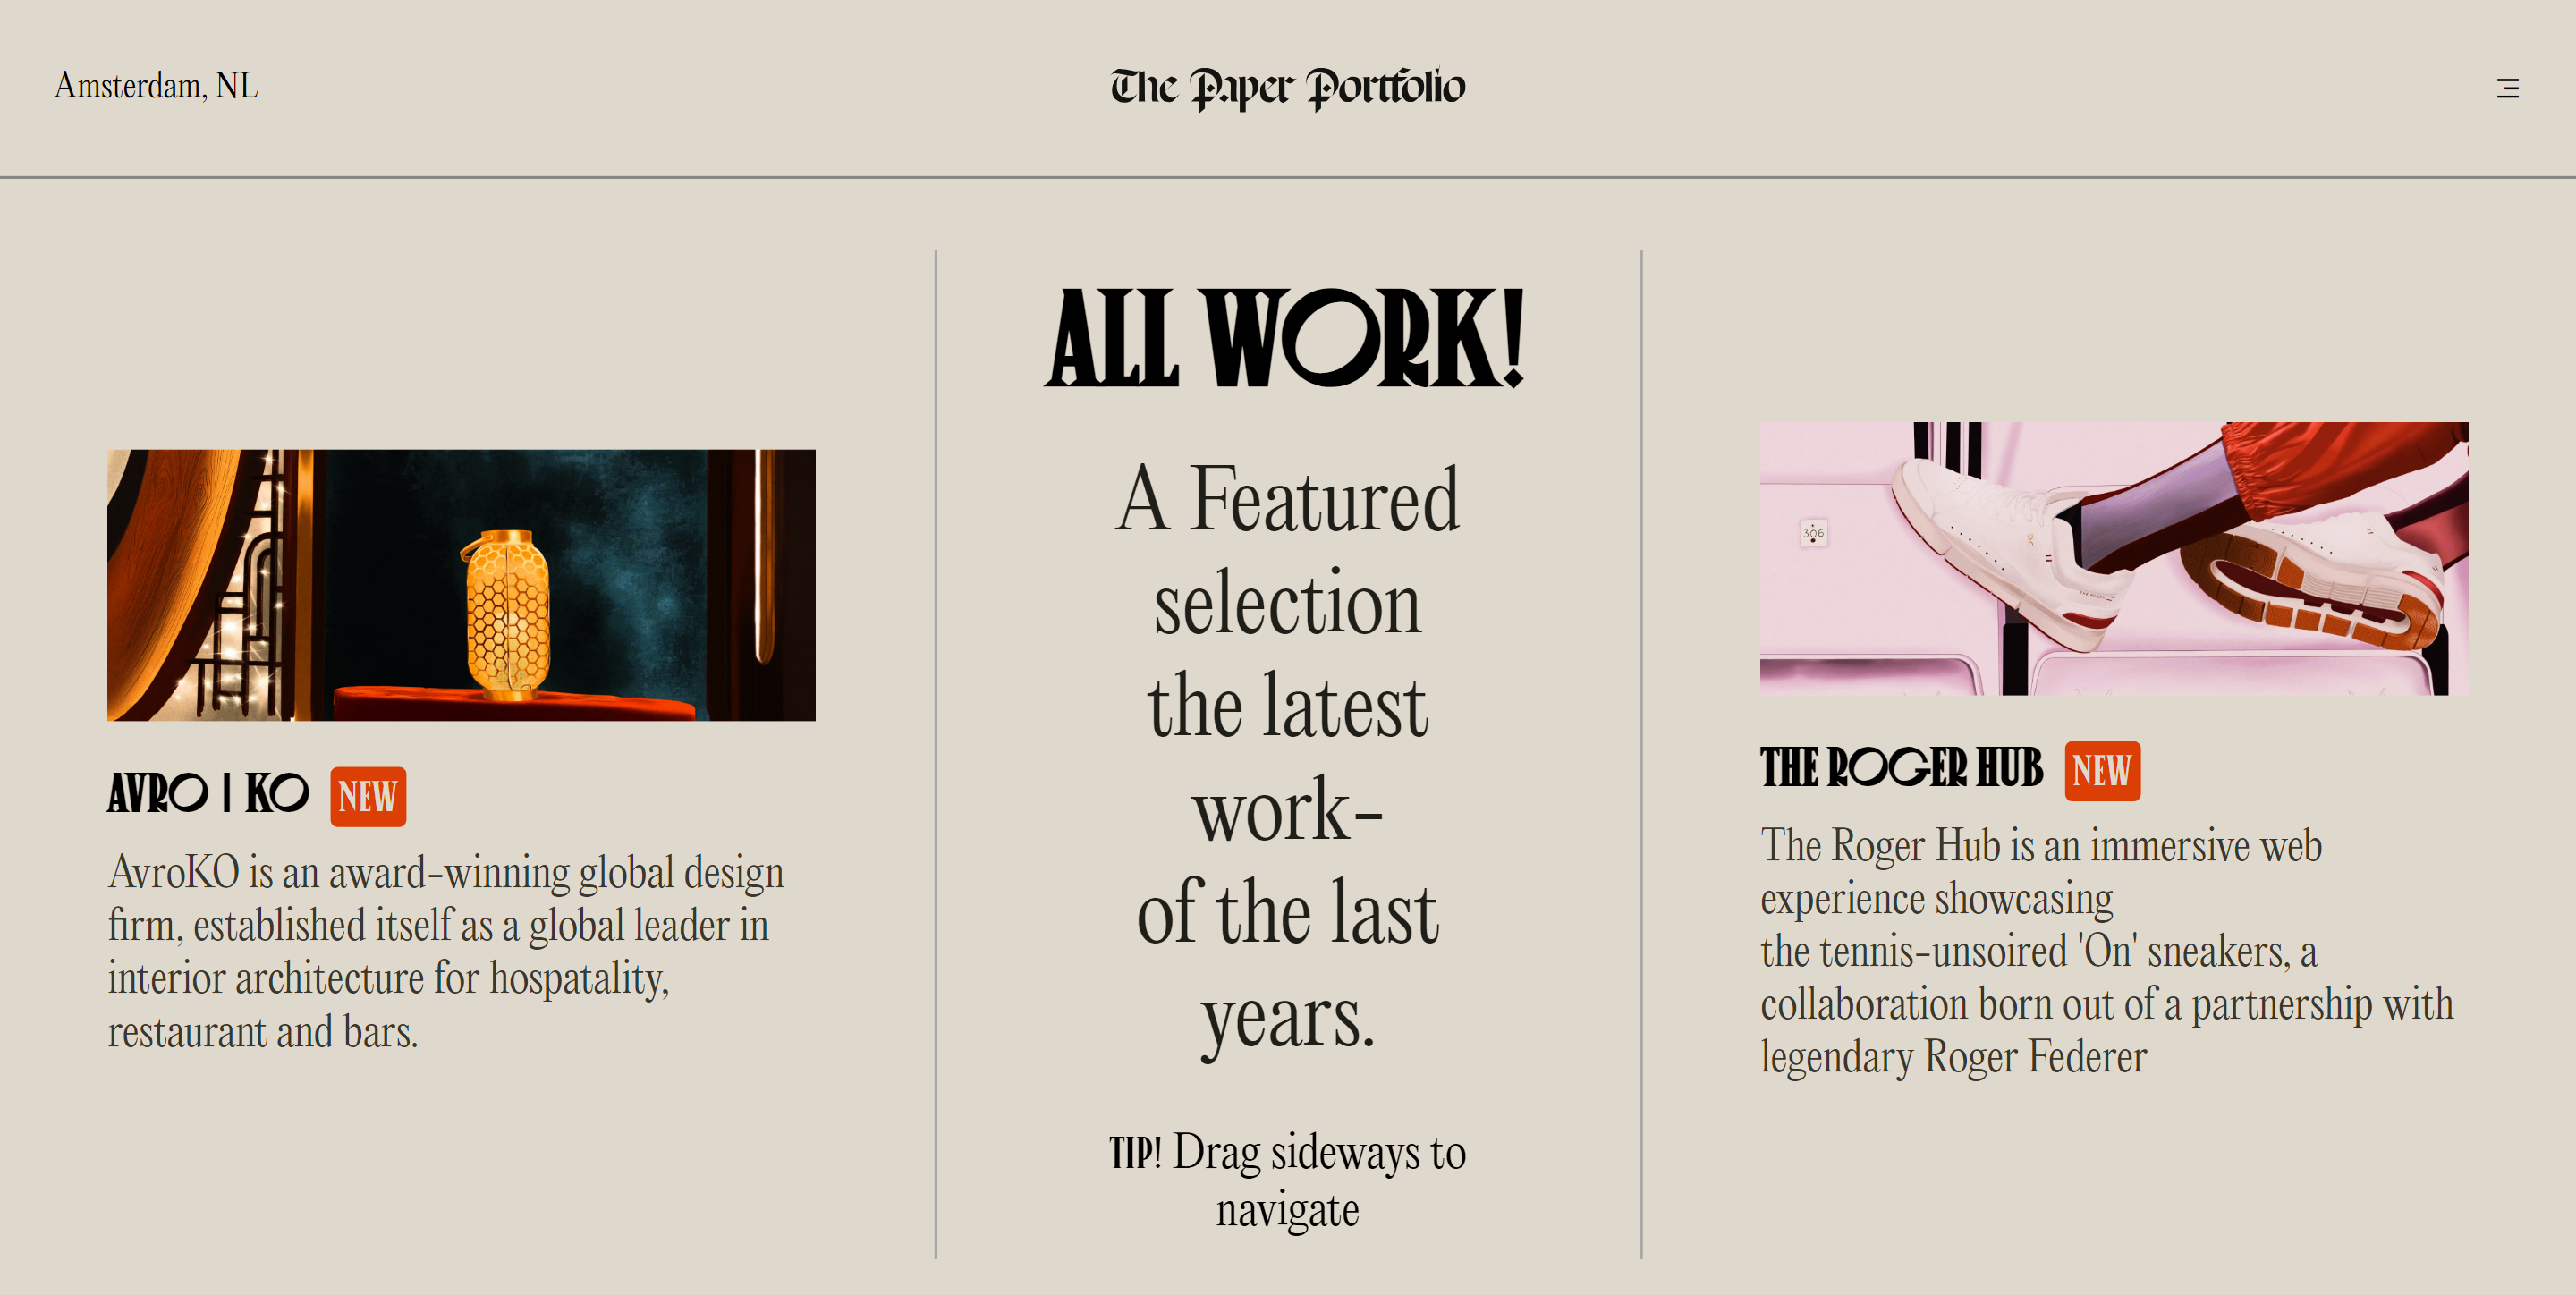 Amsterdam, NL
The Paper Portfolio
AVRO | KO NEW
AvroKO is an award-winning global design
firm, established itself as a global leader in
interior architecture for hospatality,
restaurant and bars.
ALL WORK!
A Featured
selection
the latest
work-
of the last
years.
TIP! Drag sideways to
navigate
306
THE ROGER HUB NEW
The Roger Hub is an immersive web
experience showcasing
the tennis-unsoired 'On' sneakers, a
collaboration born out of a partnership with
legendary Roger Federer